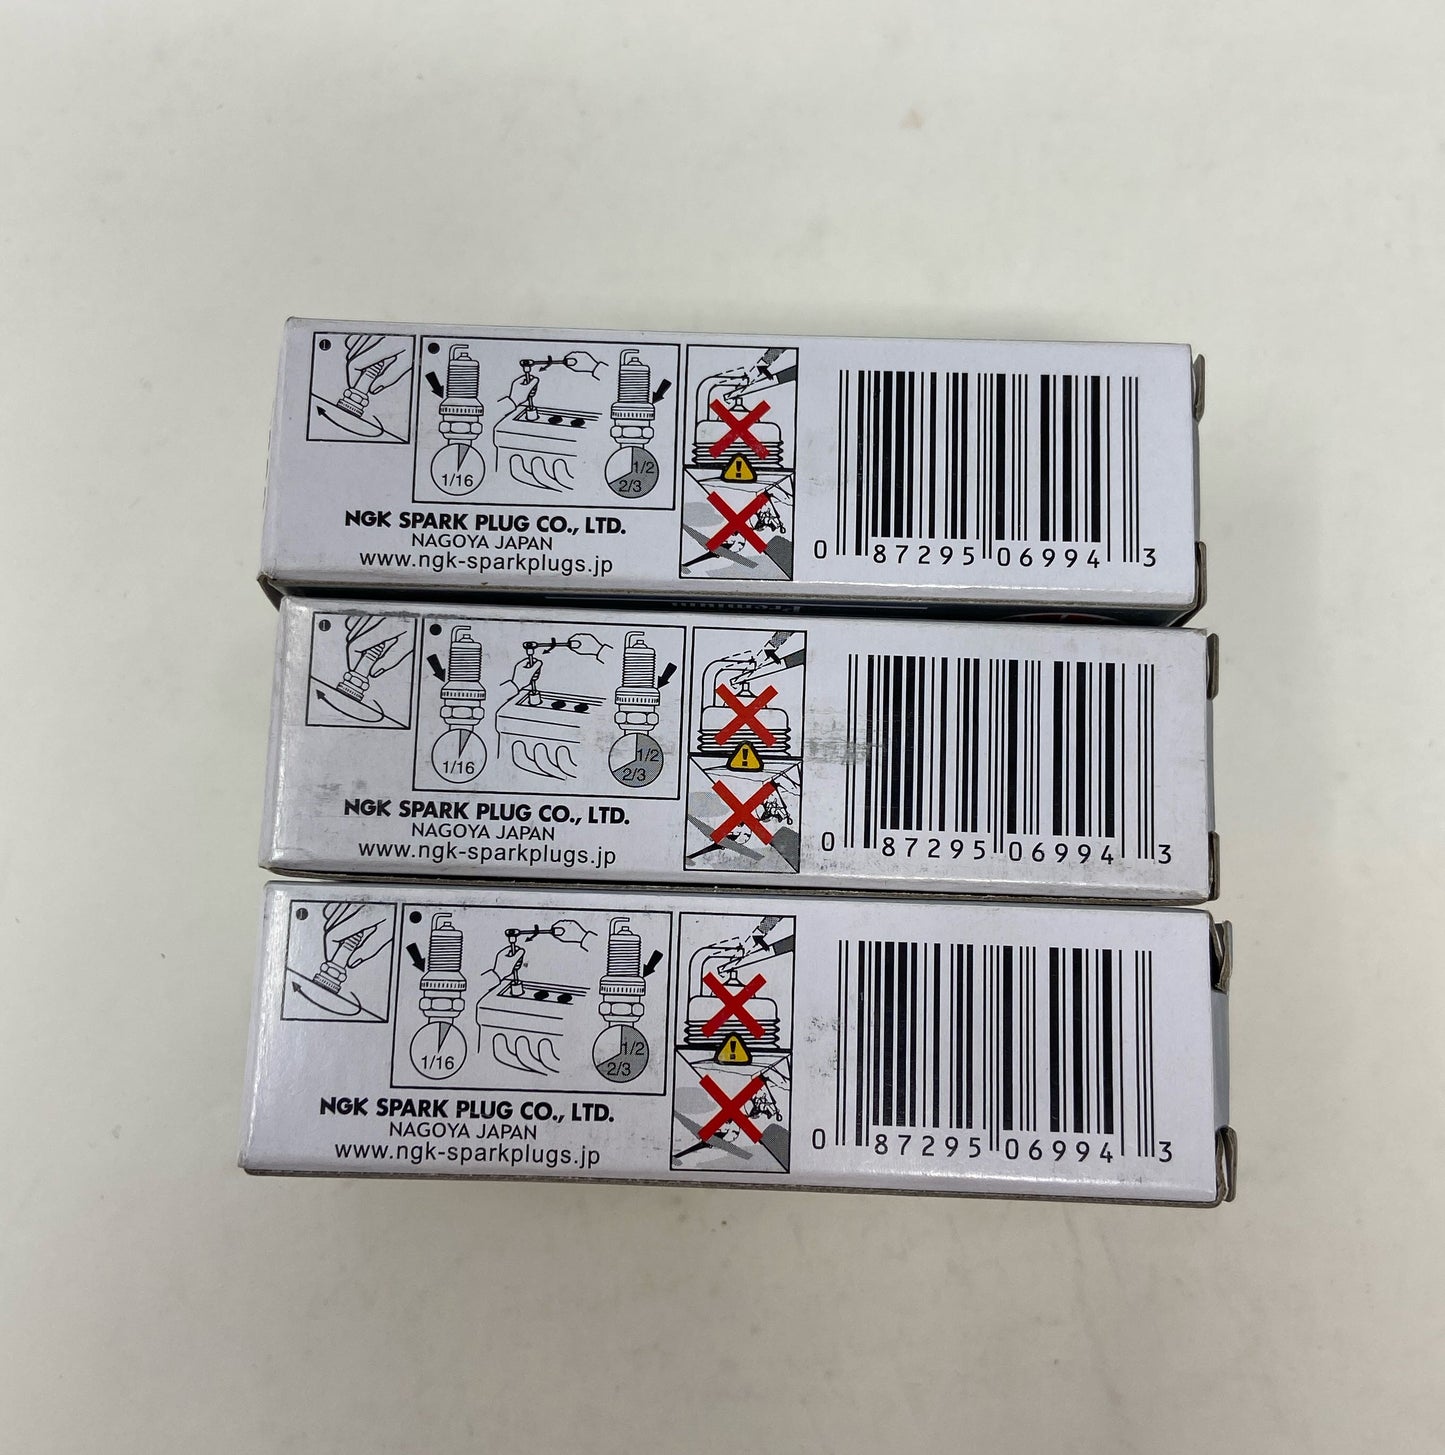 1/16
1/2
2/3
NGK SPARK PLUG CO., LTD.
NAGOYA JAPAN
www.ngk-sparkplugs.jp
0 87295 06994 3
Premium
1/16
1/2
2/3
NGK SPARK PLUG CO., LTD.
NAGOYA JAPAN
www.ngk-sparkplugs.jp
0 87295 06994 3
1/16
1/2
2/3
NGK SPARK PLUG CO., LTD.
NAGOYA JAPAN
www.ngk-sparkplugs.jp
0 87295 06994 3